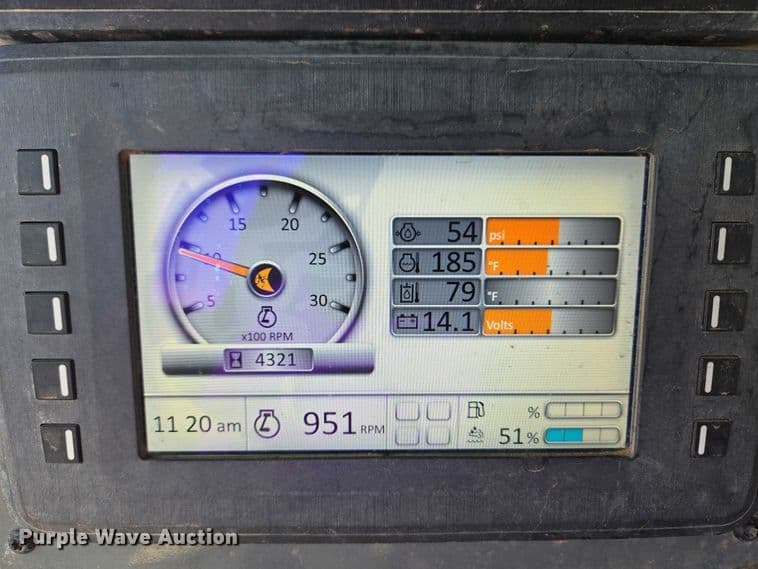 15 20
10 25
5 30
x100 RPM
4321
54 psi
185 °F
79 °F
14.1 Volts
11 20 am
951 RPM
%
51%
Purple Wave Auction